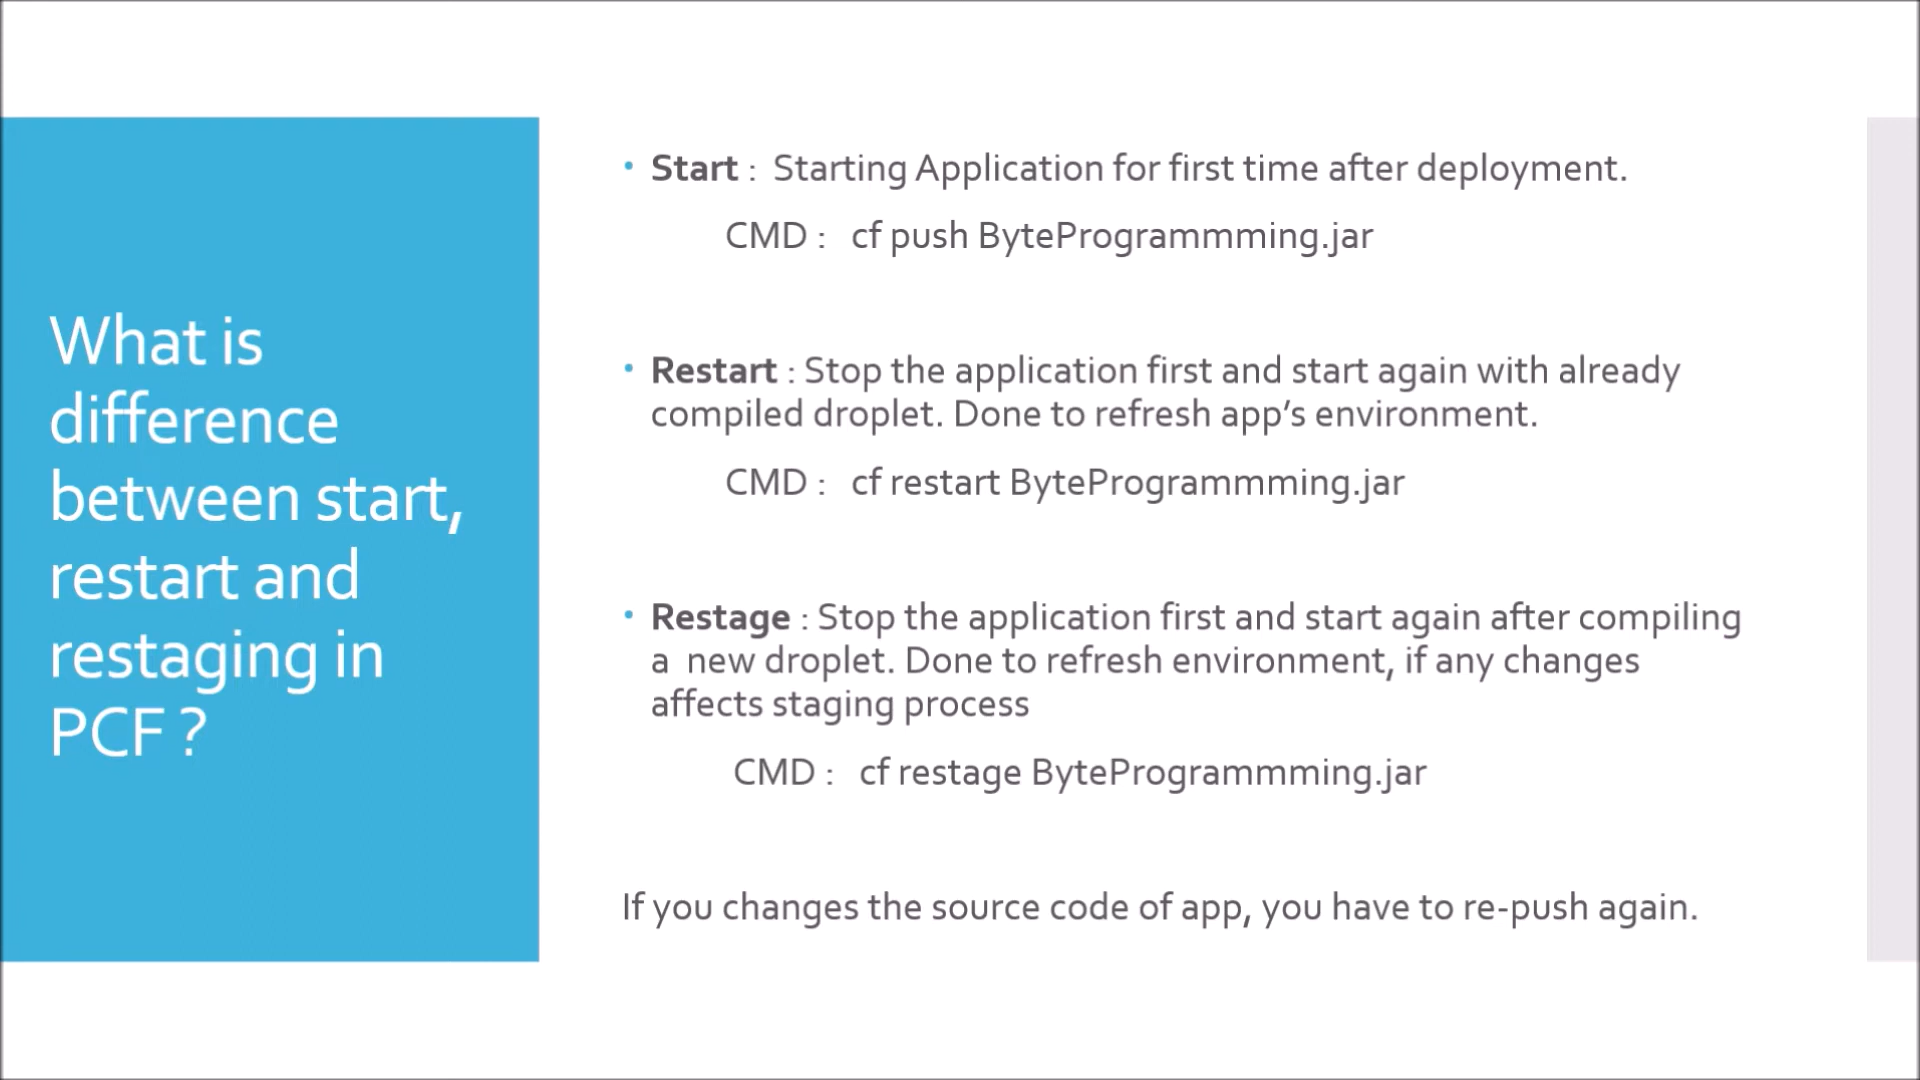 What is
difference
between start,
restart and
restaging in
PCF ?
• Start : Starting Application for first time after deployment.
CMD : cf push ByteProgrammming.jar
• Restart : Stop the application first and start again with already
compiled droplet. Done to refresh app’s environment.
CMD : cf restart ByteProgrammming.jar
• Restage : Stop the application first and start again after compiling
a new droplet. Done to refresh environment, if any changes
affects staging process
CMD : cf restage ByteProgrammming.jar
If you changes the source code of app, you have to re-push again.